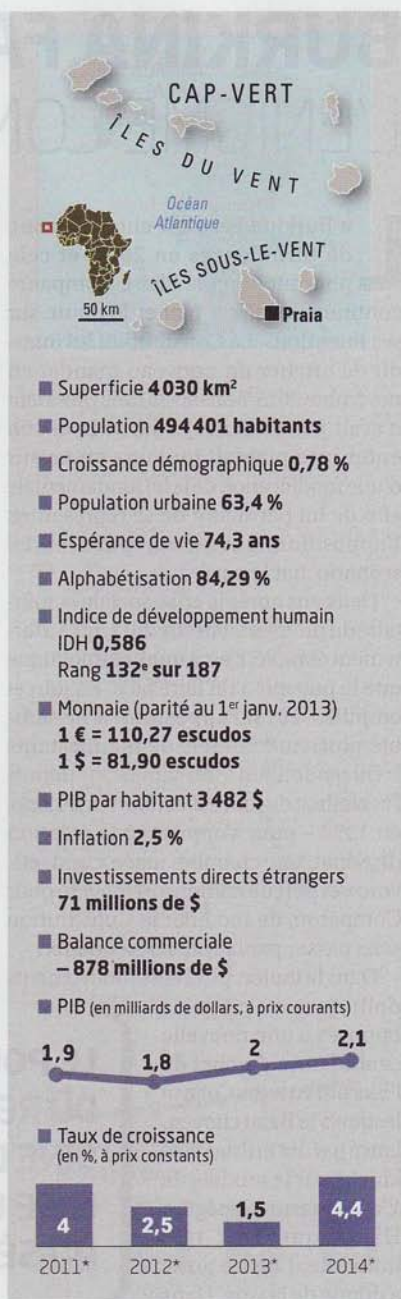 CAP-VERT
ÎLES DU VENT
Océan
Atlantique
ÎLES SOUS-LE-VENT
50 km
Praia
Superficie 4 030 km²
Population 494 401 habitants
Croissance démographique 0,78 %
Population urbaine 63,4 %
Espérance de vie 74,3 ans
Alphabétisation 84,29 %
Indice de développement humain
IDH 0,586
Rang 132e sur 187
Monnaie (parité au 1er janv. 2013)
1 € = 110,27 escudos
1 $ = 81,90 escudos
PIB par habitant 3 482 $
Inflation 2,5 %
Investissements directs étrangers
71 millions de $
Balance commerciale
– 878 millions de $
PIB (en milliards de dollars, à prix courants)
1,9 1,8 2 2,1
Taux de croissance
(en %, à prix constants)
4 2,5 1,5 4,4
2011* 2012* 2013* 2014*